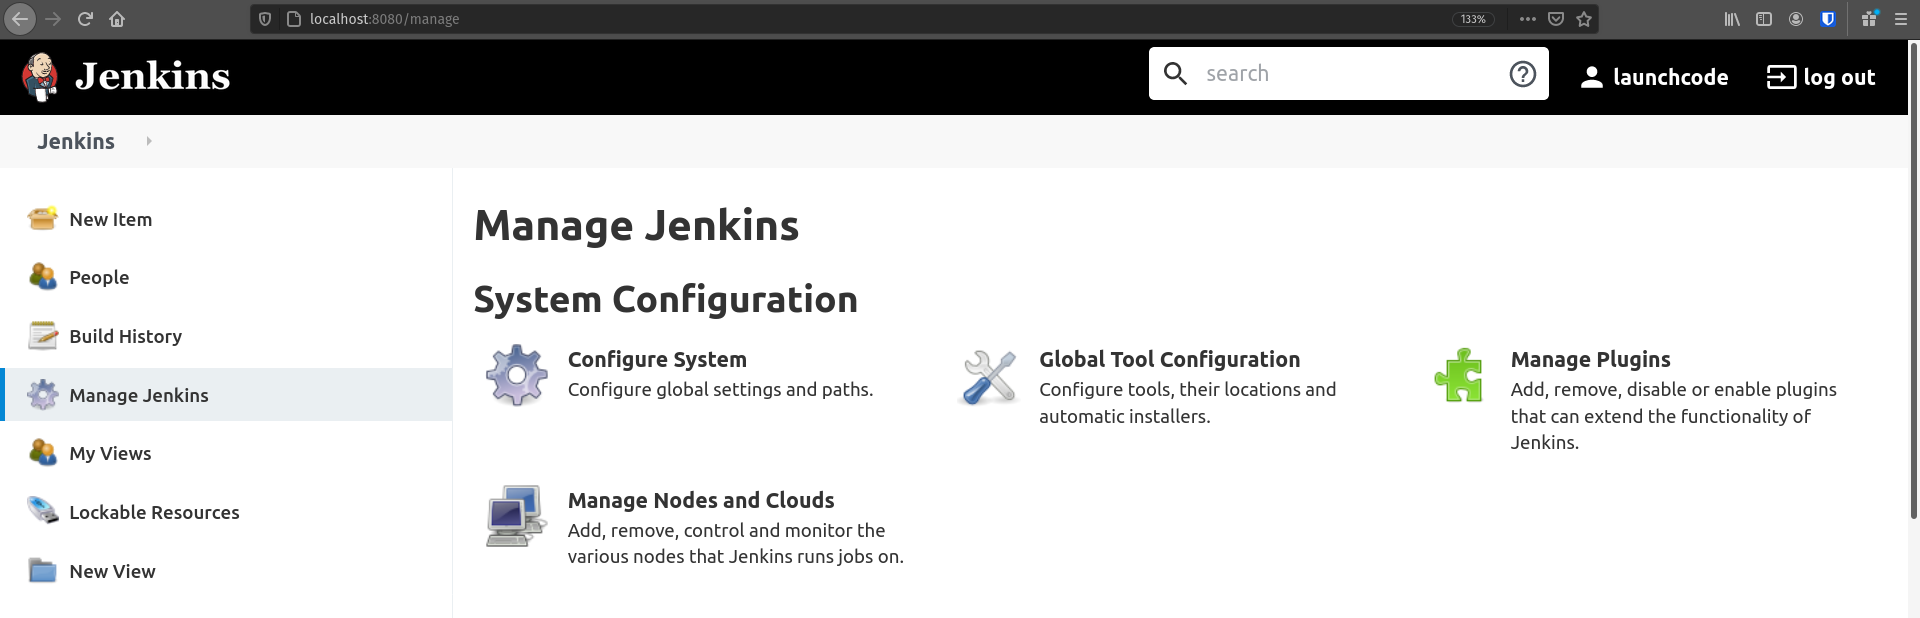 localhost:8080/manage
133%
Jenkins
search
launchcode
log out
Jenkins
New Item
People
Build History
Manage Jenkins
My Views
Lockable Resources
New View
Manage Jenkins
System Configuration
Configure System
Configure global settings and paths.
Global Tool Configuration
Configure tools, their locations and
automatic installers.
Manage Plugins
Add, remove, disable or enable plugins
that can extend the functionality of
Jenkins.
Manage Nodes and Clouds
Add, remove, control and monitor the
various nodes that Jenkins runs jobs on.